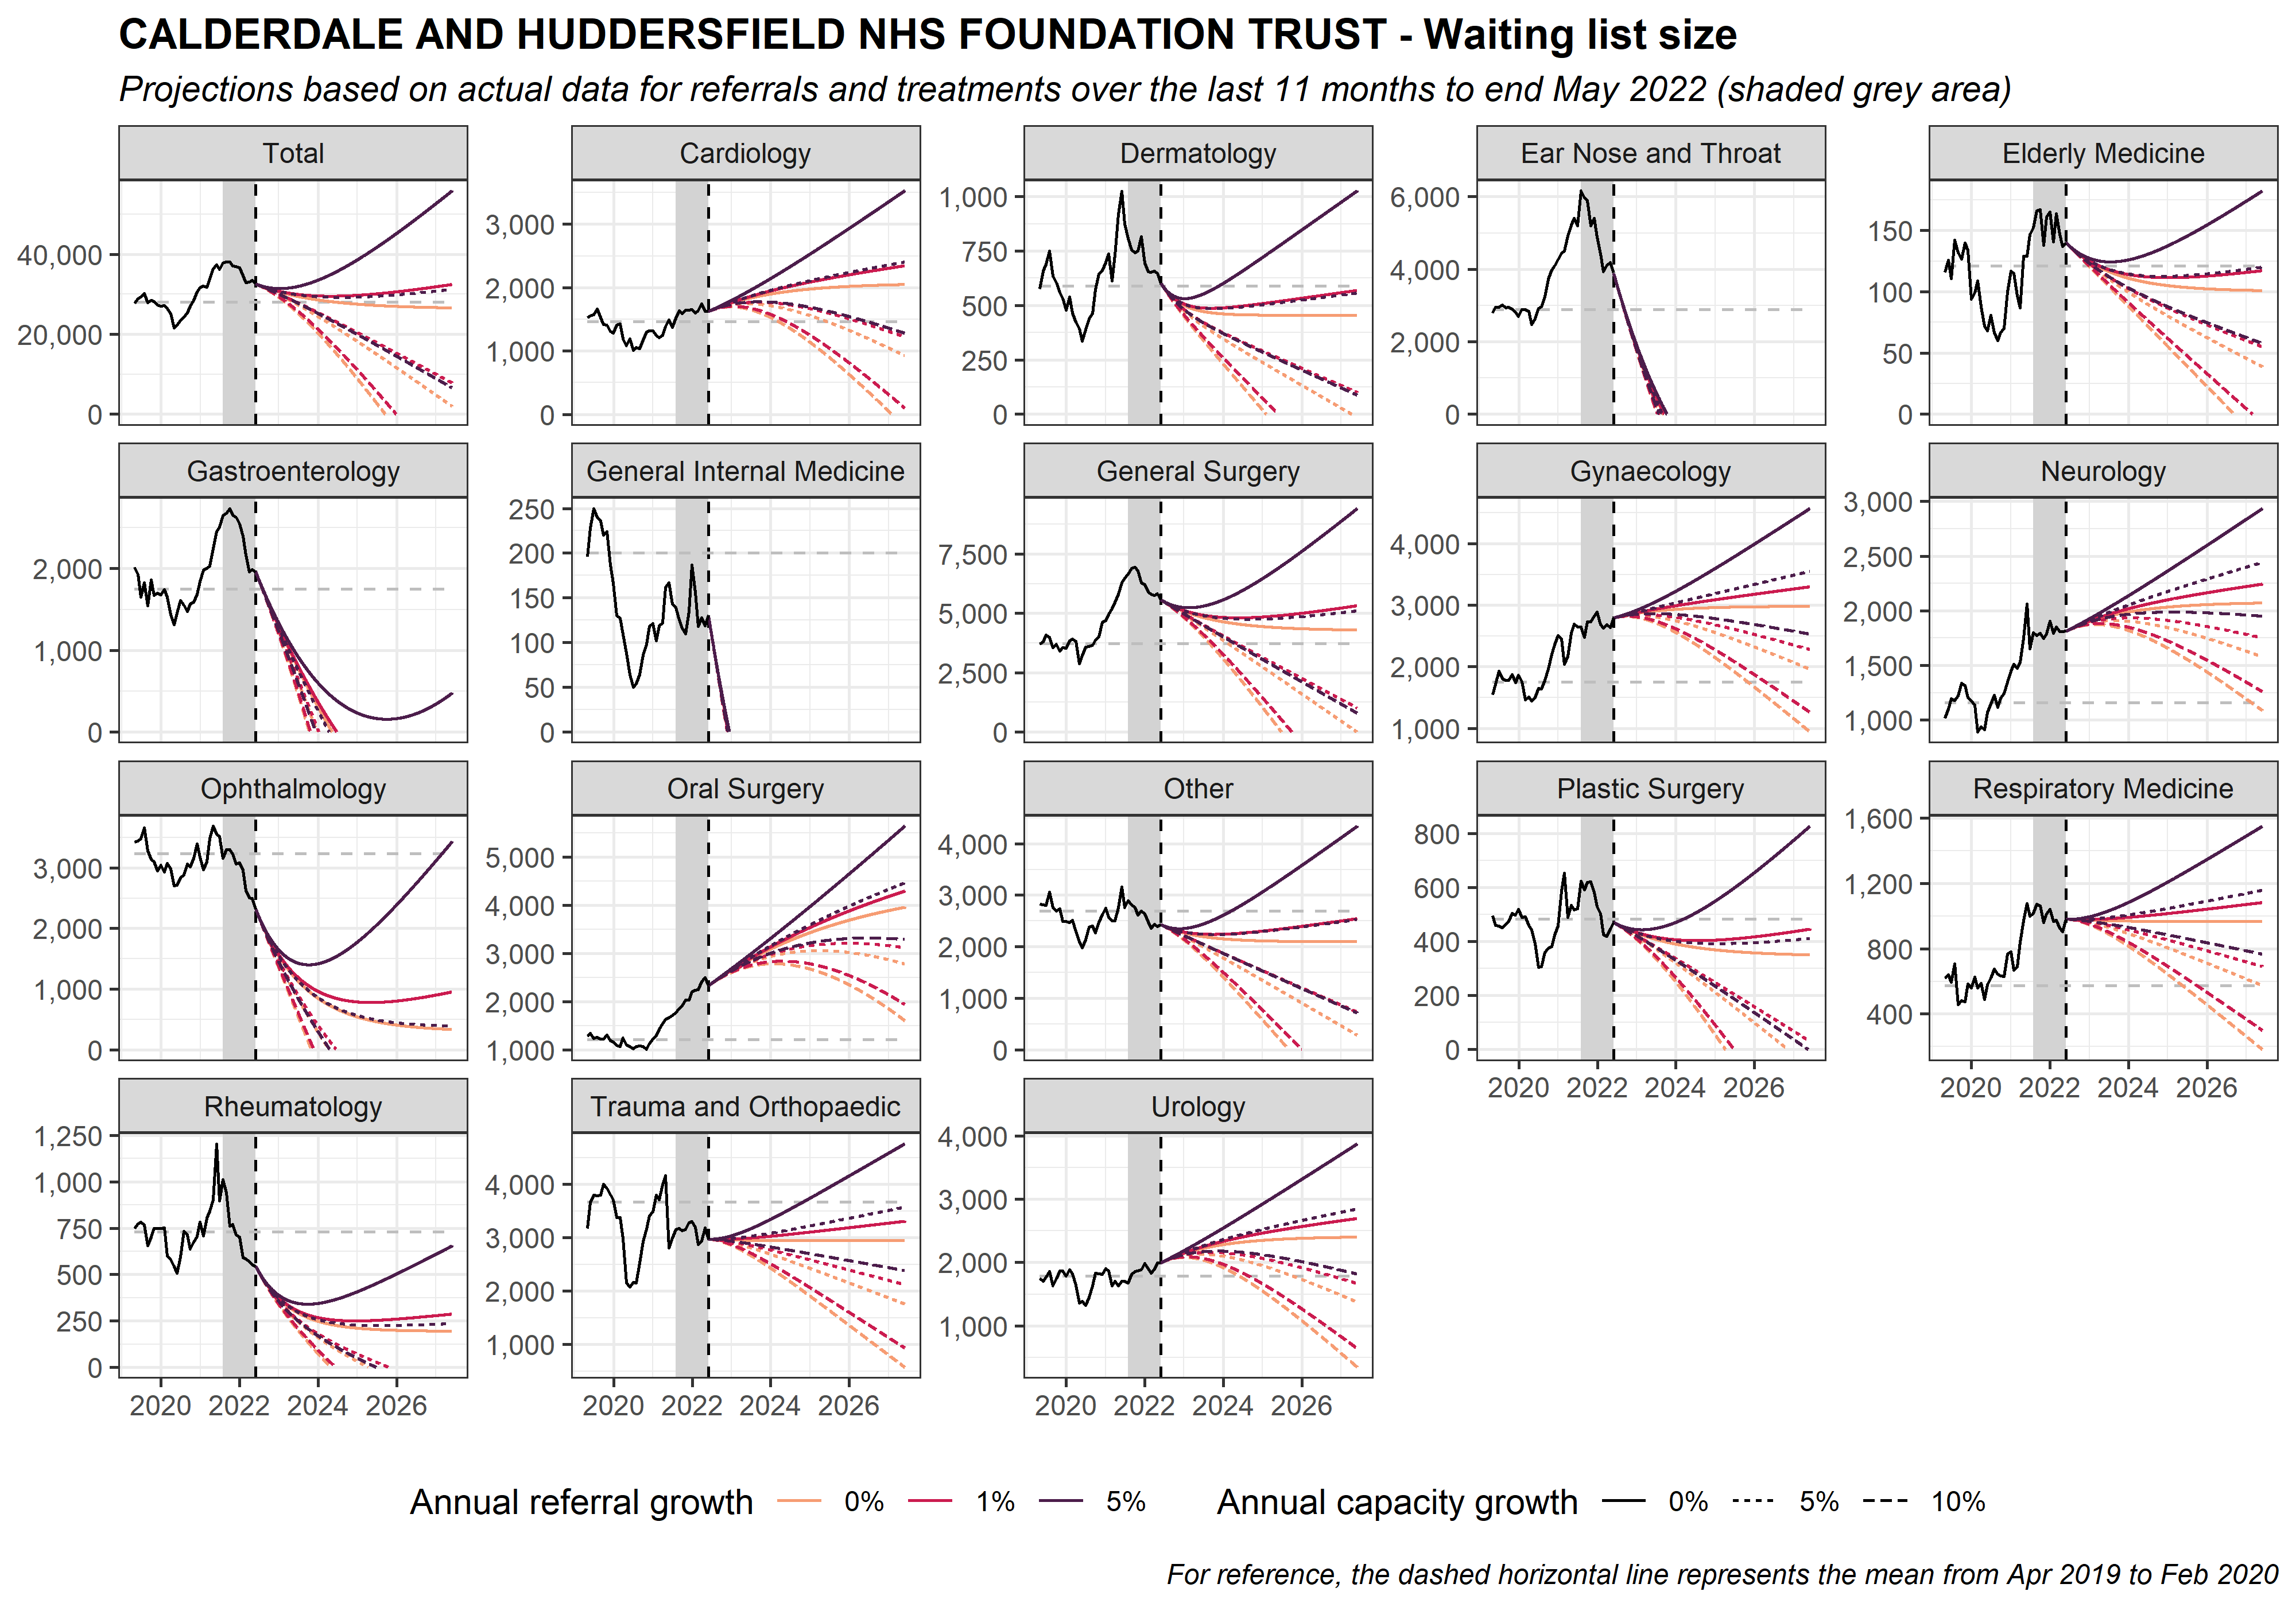 CALDERDALE AND HUDDERSFIELD NHS FOUNDATION TRUST - Waiting list size
Projections based on actual data for referrals and treatments over the last 11 months to end May 2022 (shaded grey area)
Total
Cardiology
Dermatology
Ear Nose and Throat
Elderly Medicine
40,000
20,000
0
3,000
2,000
1,000
0
1,000
750
500
250
0
6,000
4,000
2,000
0
150
100
50
0
Gastroenterology
General Internal Medicine
General Surgery
Gynaecology
Neurology
2,000
1,000
0
250
200
150
100
50
0
7,500
5,000
2,500
0
4,000
3,000
2,000
1,000
3,000
2,500
2,000
1,500
1,000
Ophthalmology
Oral Surgery
Other
Plastic Surgery
Respiratory Medicine
3,000
2,000
1,000
0
5,000
4,000
3,000
2,000
1,000
4,000
3,000
2,000
1,000
0
800
600
400
200
0
1,600
1,200
800
400
2020 2022 2024 2026
2020 2022 2024 2026
Rheumatology
Trauma and Orthopaedic
Urology
1,250
1,000
750
500
250
0
4,000
3,000
2,000
1,000
4,000
3,000
2,000
1,000
2020 2022 2024 2026
2020 2022 2024 2026
2020 2022 2024 2026
Annual referral growth 0% 1% 5% Annual capacity growth 0% 5% 10%
For reference, the dashed horizontal line represents the mean from Apr 2019 to Feb 2020